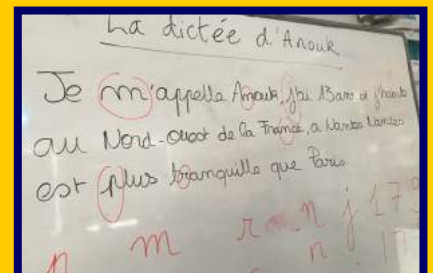 La dictée d'Anouk
Je m'appelle Anouk, j'ai 13 ans et j'habite
au Nord-Ouest de la France, a Nantes Nantes
est plus tranquille que Paris
n m r n j 173
n